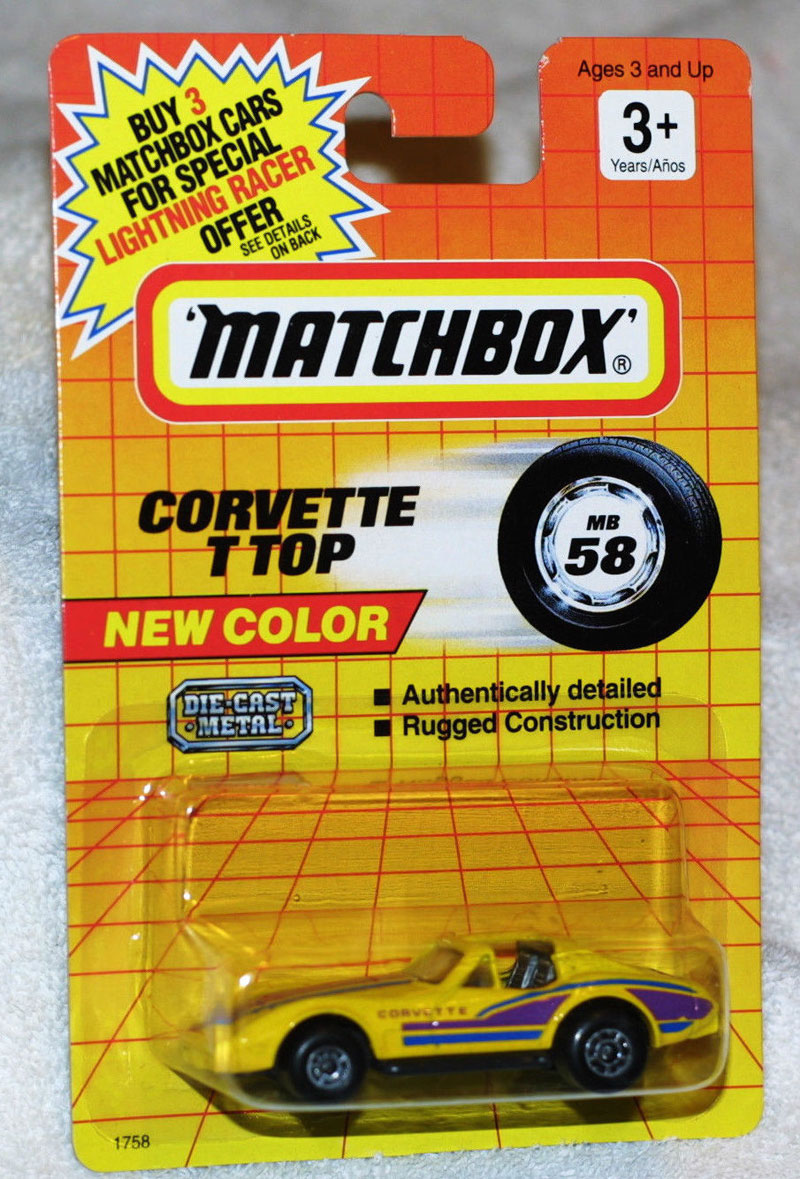 BUY 3
MATCHBOX CARS
FOR SPECIAL
LIGHTNING RACER
OFFER
SEE DETAILS
ON BACK
Ages 3 and Up
3+
Years/Años
'MATCHBOX'®
CORVETTE
T TOP
MB
58
NEW COLOR
DIE-CAST
METAL
■ Authentically detailed
■ Rugged Construction
CORVETTE
1758